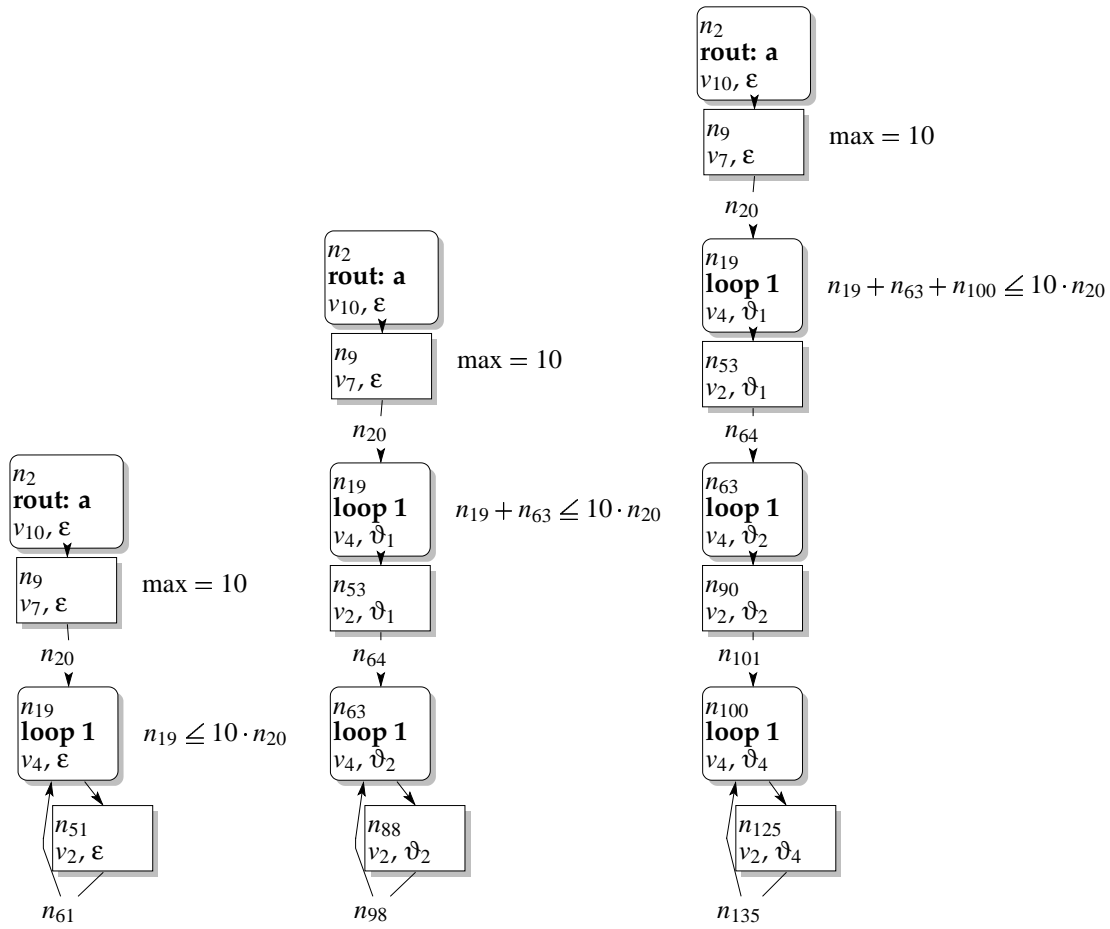 n₂
rout: a
v₁₀, ε
n₉
v₇, ε
max = 10
n₂₀
n₁₉
loop 1
v₄, ε
n₁₉ ≦ 10 · n₂₀
n₅₁
v₂, ε
n₆₁
n₂
rout: a
v₁₀, ε
n₉
v₇, ε
max = 10
n₂₀
n₁₉
loop 1
v₄, ϑ₁
n₁₉ + n₆₃ ≦ 10 · n₂₀
n₅₃
v₂, ϑ₁
n₆₄
n₆₃
loop 1
v₄, ϑ₂
n₈₈
v₂, ϑ₂
n₉₈
n₂
rout: a
v₁₀, ε
n₉
v₇, ε
max = 10
n₂₀
n₁₉
loop 1
v₄, ϑ₁
n₁₉ + n₆₃ + n₁₀₀ ≦ 10 · n₂₀
n₅₃
v₂, ϑ₁
n₆₄
n₆₃
loop 1
v₄, ϑ₂
n₉₀
v₂, ϑ₂
n₁₀₁
n₁₀₀
loop 1
v₄, ϑ₄
n₁₂₅
v₂, ϑ₄
n₁₃₅